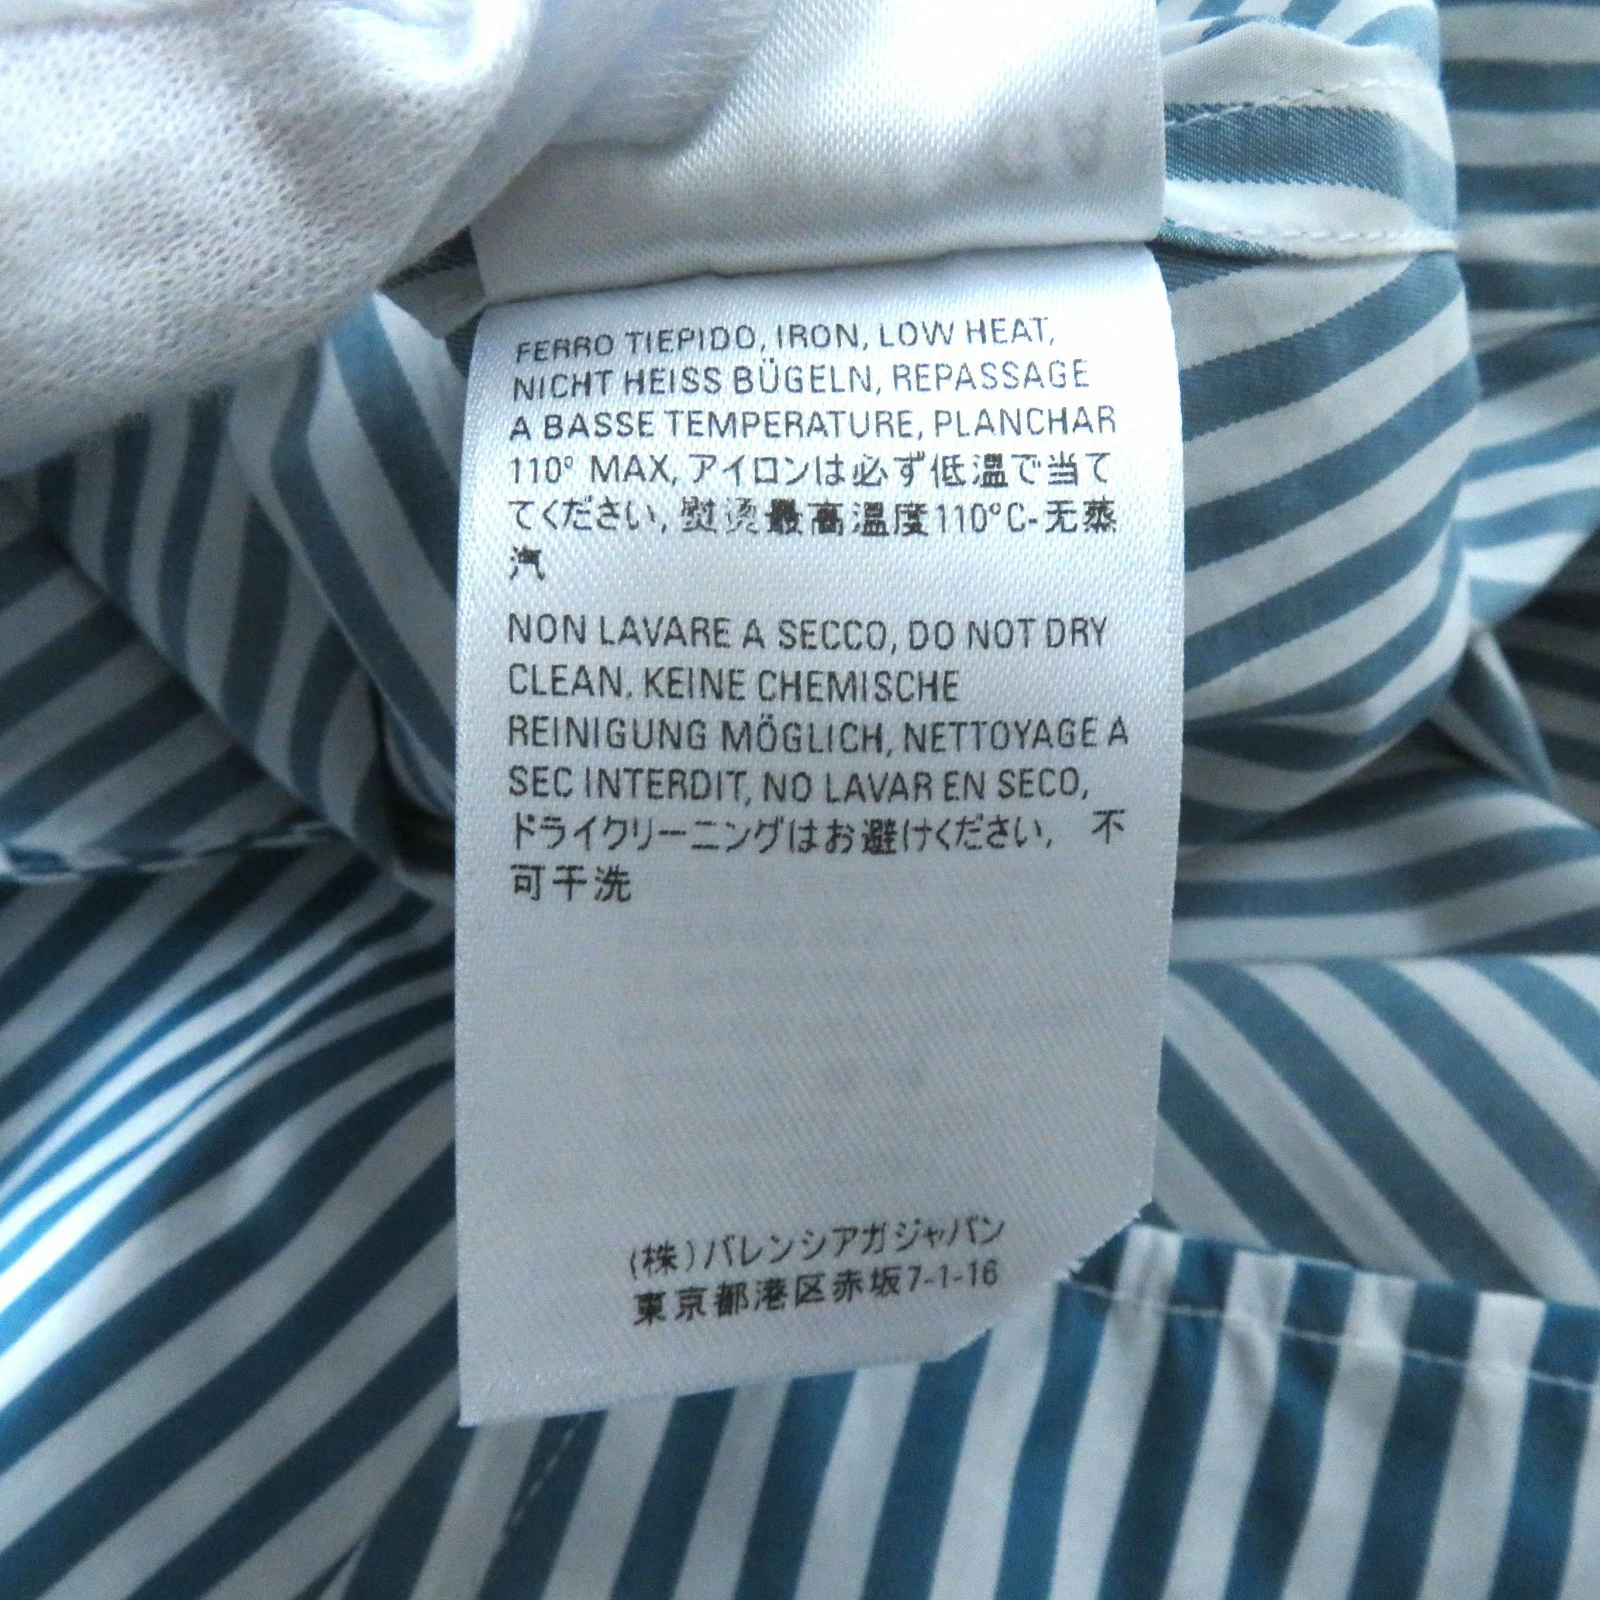 FERRO TIEPIDO, IRON, LOW HEAT,
NICHT HEISS BÜGELN, REPASSAGE
A BASSE TEMPERATURE, PLANCHAR
110° MAX, アイロンは必ず低温で当て
てください, 熨烫最高温度110°C-无蒸
汽
NON LAVARE A SECCO, DO NOT DRY
CLEAN. KEINE CHEMISCHE
REINIGUNG MÖGLICH, NETTOYAGE A
SEC INTERDIT, NO LAVAR EN SECO,
ドライクリーニングはお避けください, 不
可干洗
(株)バレンシアガジャパン
東京都港区赤坂7-1-16